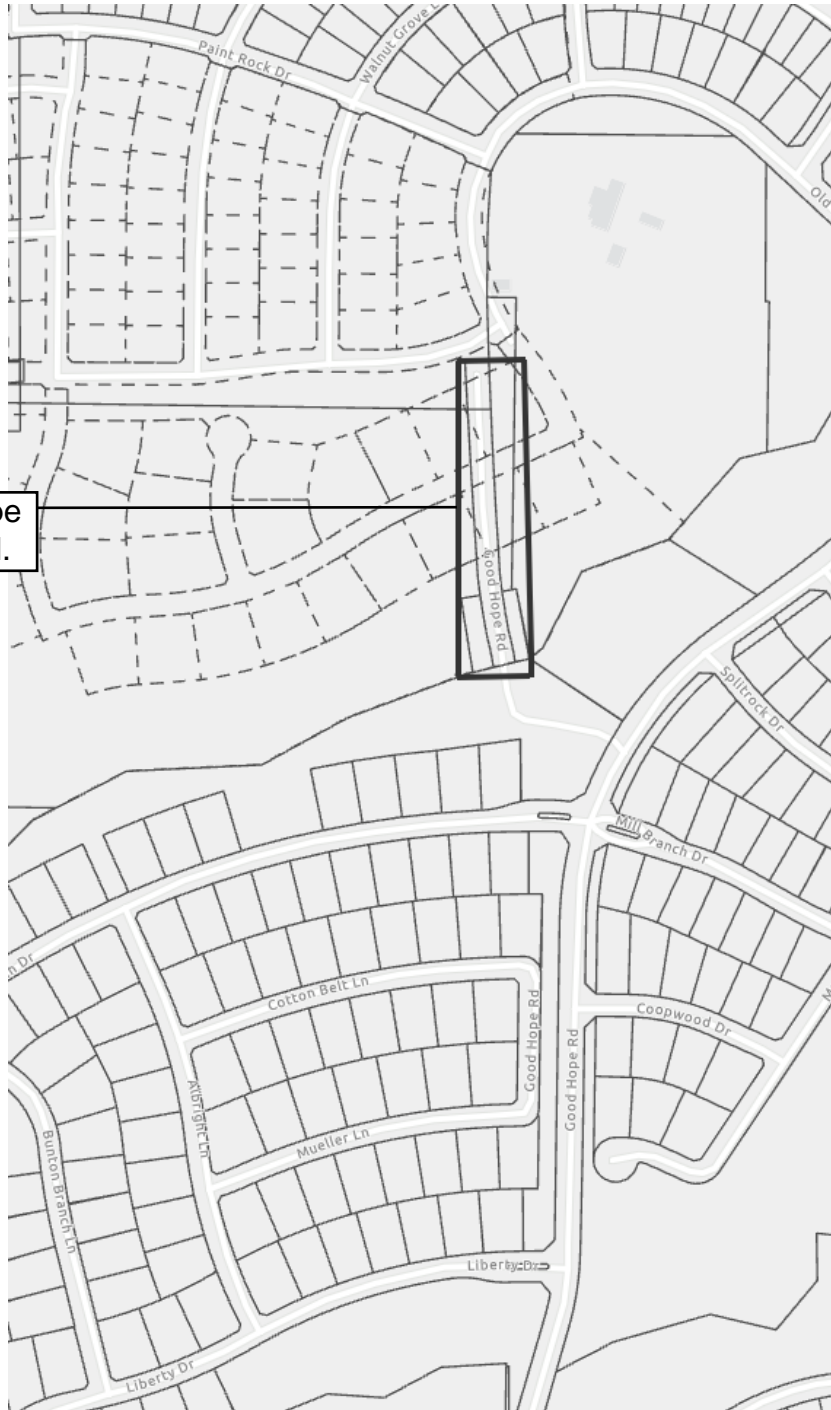 Paint Rock Dr
Walnut Grove L
Old
be
d.
Good Hope Rd
Splitrock Dr
Mill Branch Dr
n Dr
Cotton Belt Ln
Good Hope Rd
Good Hope Rd
Coopwood Dr
M
Albright Ln
Mueller Ln
Bunton Branch Ln
Liberty Dr
Liberty Dr